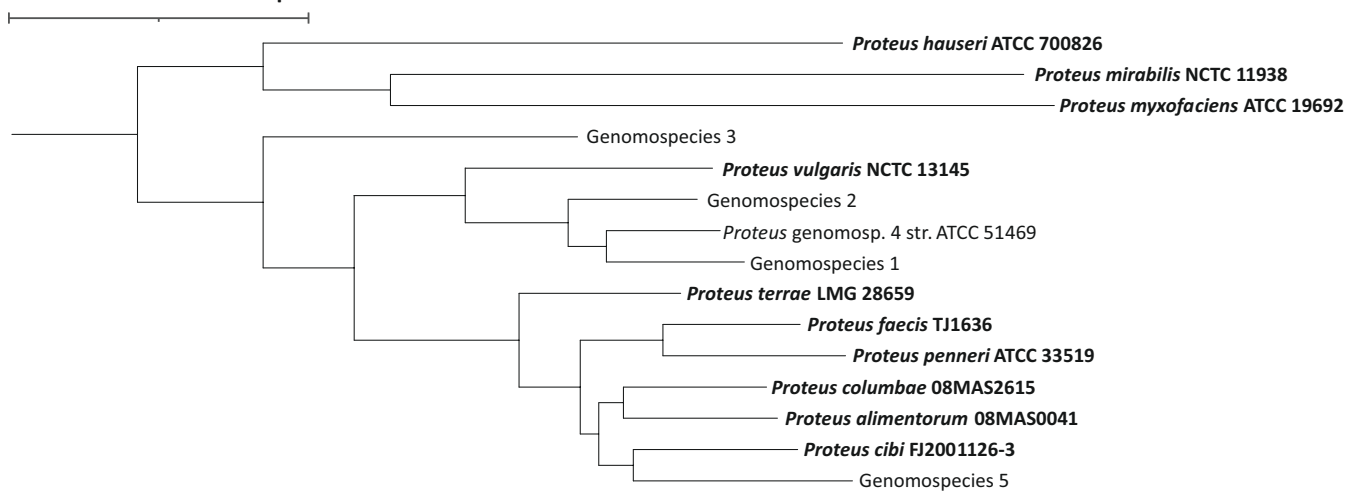 Proteus hauseri ATCC 700826
Proteus mirabilis NCTC 11938
Proteus myxofaciens ATCC 19692
Genomospecies 3
Proteus vulgaris NCTC 13145
Genomospecies 2
Proteus genomosp. 4 str. ATCC 51469
Genomospecies 1
Proteus terrae LMG 28659
Proteus faecis TJ1636
Proteus penneri ATCC 33519
Proteus columbae 08MAS2615
Proteus alimentorum 08MAS0041
Proteus cibi FJ2001126-3
Genomospecies 5